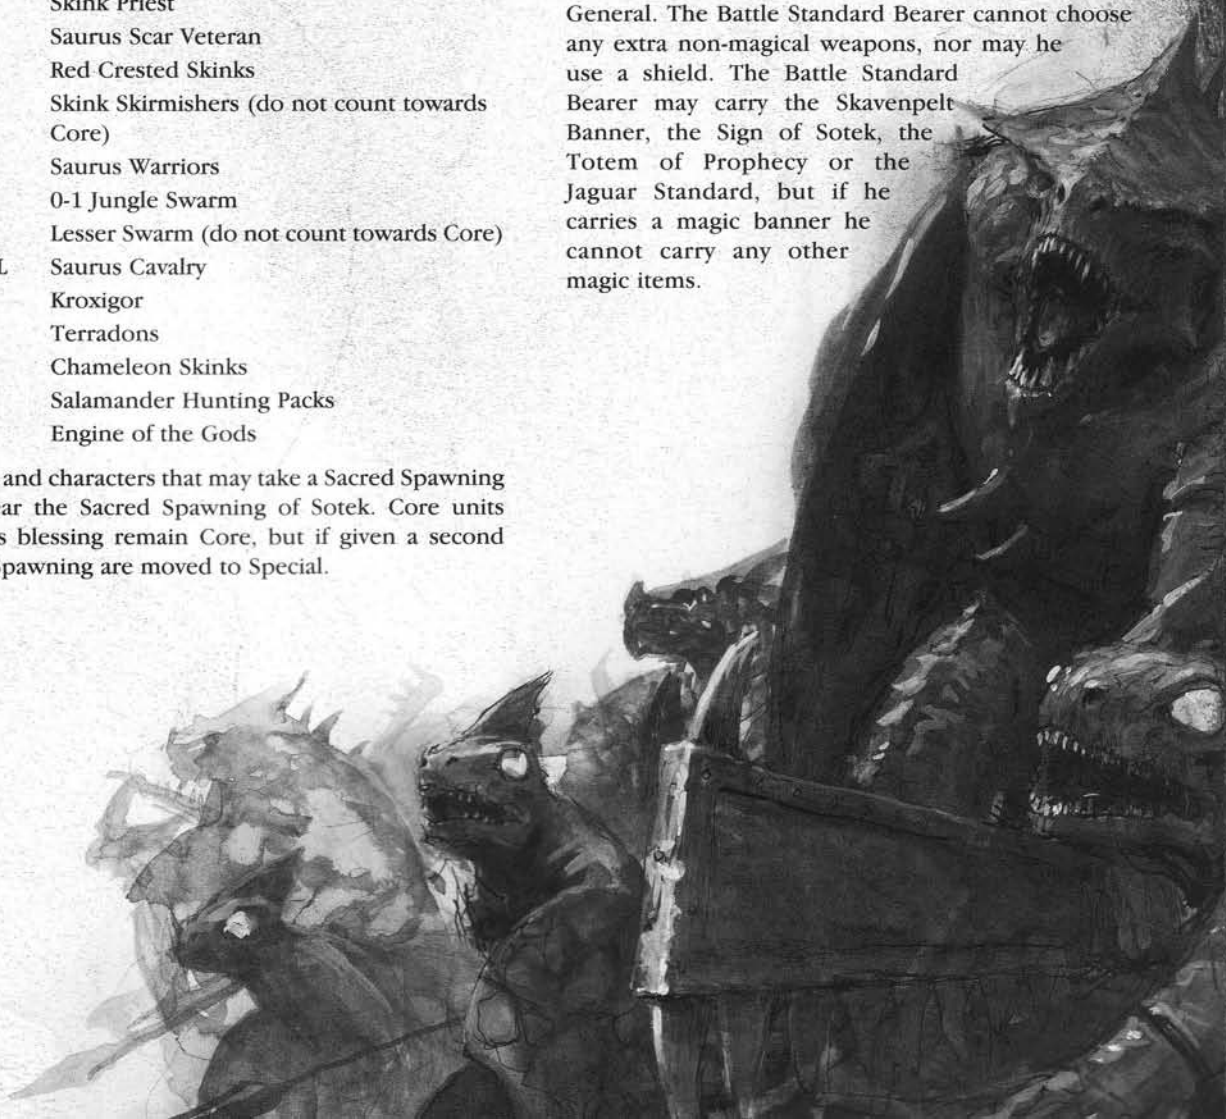 Skink Priest
Saurus Scar Veteran
Red Crested Skinks
Skink Skirmishers (do not count towards
Core)
Saurus Warriors
0-1 Jungle Swarm
Lesser Swarm (do not count towards Core)
L Saurus Cavalry
Kroxigor
Terradons
Chameleon Skinks
Salamander Hunting Packs
Engine of the Gods
and characters that may take a Sacred Spawning
ar the Sacred Spawning of Sotek. Core units
s blessing remain Core, but if given a second
pawning are moved to Special.
General. The Battle Standard Bearer cannot choose
any extra non-magical weapons, nor may he
use a shield. The Battle Standard
Bearer may carry the Skavenpelt
Banner, the Sign of Sotek, the
Totem of Prophecy or the
Jaguar Standard, but if he
carries a magic banner he
cannot carry any other
magic items.